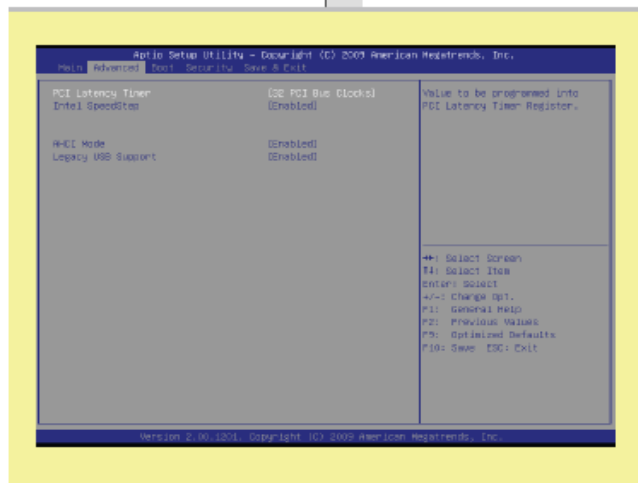 Aptio Setup Utility - Copyright (C) 2009 American Megatrends, Inc.
Main Advanced Boot Security Save & Exit
PCI Latency Timer [32 PCI Bus Clocks]
Intel SpeedStep [Enabled]
AHCI Mode [Enabled]
Legacy USB Support [Enabled]
Value to be programmed into
PCI Latency Timer Register.
→←: Select Screen
↑↓: Select Item
Enter: Select
+/-: Change Opt.
F1: General Help
F2: Previous Values
F9: Optimized Defaults
F10: Save ESC: Exit
Version 2.00.1201. Copyright (C) 2009 American Megatrends, Inc.